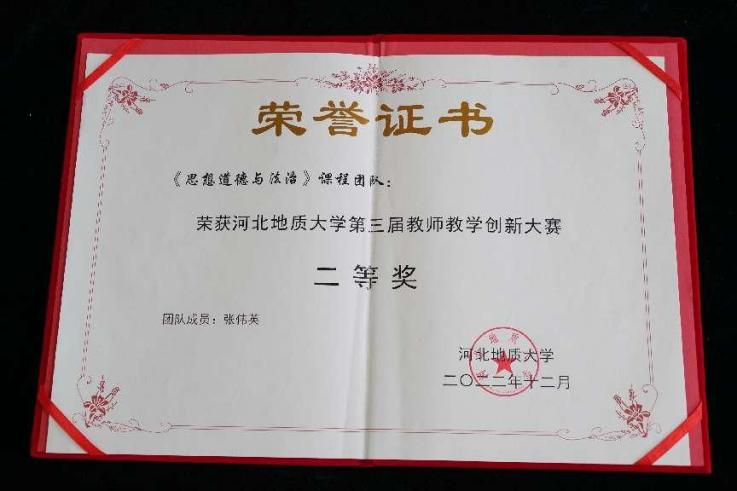 荣誉证书
《思想道德与法治》课程团队：
荣获河北地质大学第三届教师教学创新大赛
二等奖
团队成员：张伟英
河北地质大学
二〇二二年十二月